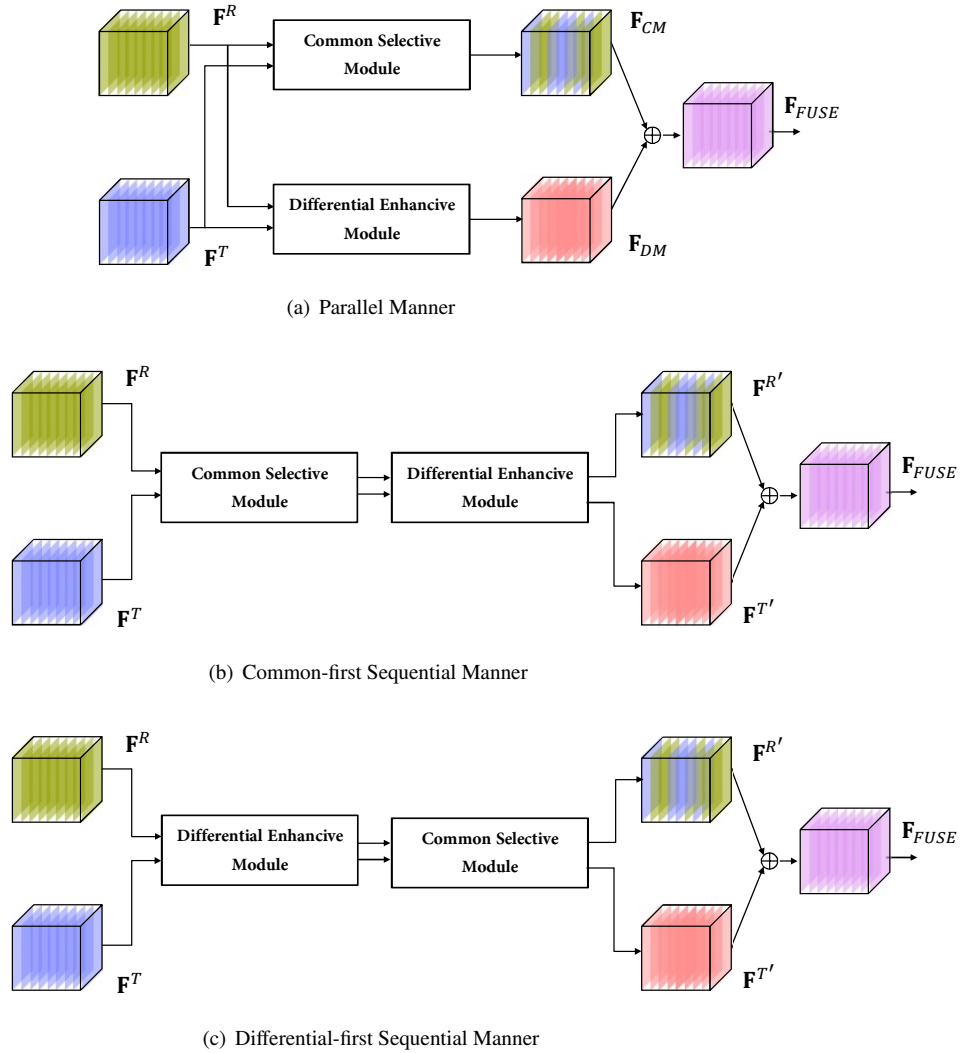 𝐅^R
Common Selective
Module
𝐅_CM
𝐅_FUSE
Differential Enhancive
Module
𝐅^T
𝐅_DM
(a) Parallel Manner
𝐅^R
𝐅^R′
Common Selective
Module
Differential Enhancive
Module
𝐅_FUSE
𝐅^T
𝐅^T′
(b) Common-first Sequential Manner
𝐅^R
𝐅^R′
Differential Enhancive
Module
Common Selective
Module
𝐅_FUSE
𝐅^T
𝐅^T′
(c) Differential-first Sequential Manner